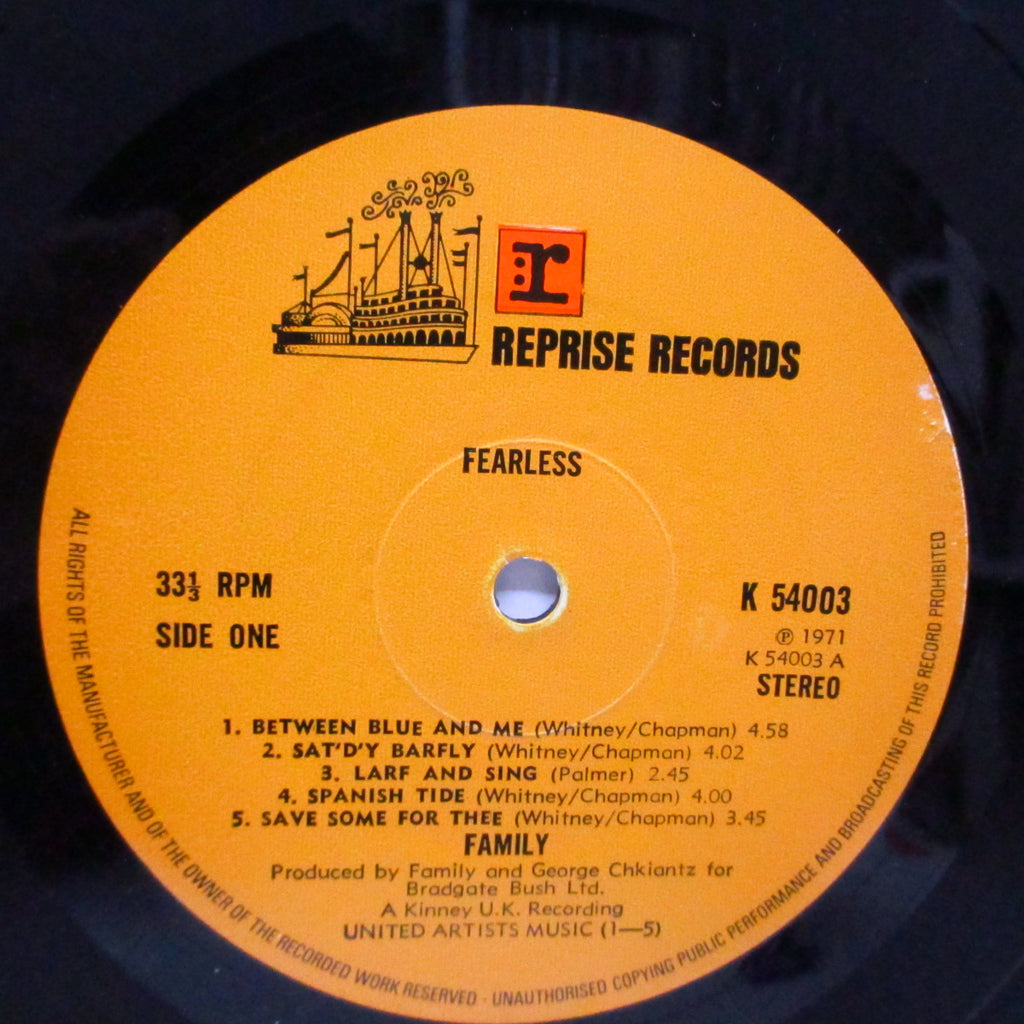 r
REPRISE RECORDS
FEARLESS
33⅓ RPM
SIDE ONE
K 54003
Ⓟ 1971
K 54003 A
STEREO
1. BETWEEN BLUE AND ME (Whitney/Chapman) 4.58
2. SAT'D'Y BARFLY (Whitney/Chapman) 4.02
3. LARF AND SING (Palmer) 2.45
4. SPANISH TIDE (Whitney/Chapman) 4.00
5. SAVE SOME FOR THEE (Whitney/Chapman) 3.45
FAMILY
Produced by Family and George Chkiantz for
Bradgate Bush Ltd.
A Kinney U.K. Recording
UNITED ARTISTS MUSIC (1—5)
ALL RIGHTS OF THE MANUFACTURER AND OF THE OWNER OF THE RECORDED WORK RESERVED · UNAUTHORISED COPYING PUBLIC PERFORMANCE AND BROADCASTING OF THIS RECORD PROHIBITED